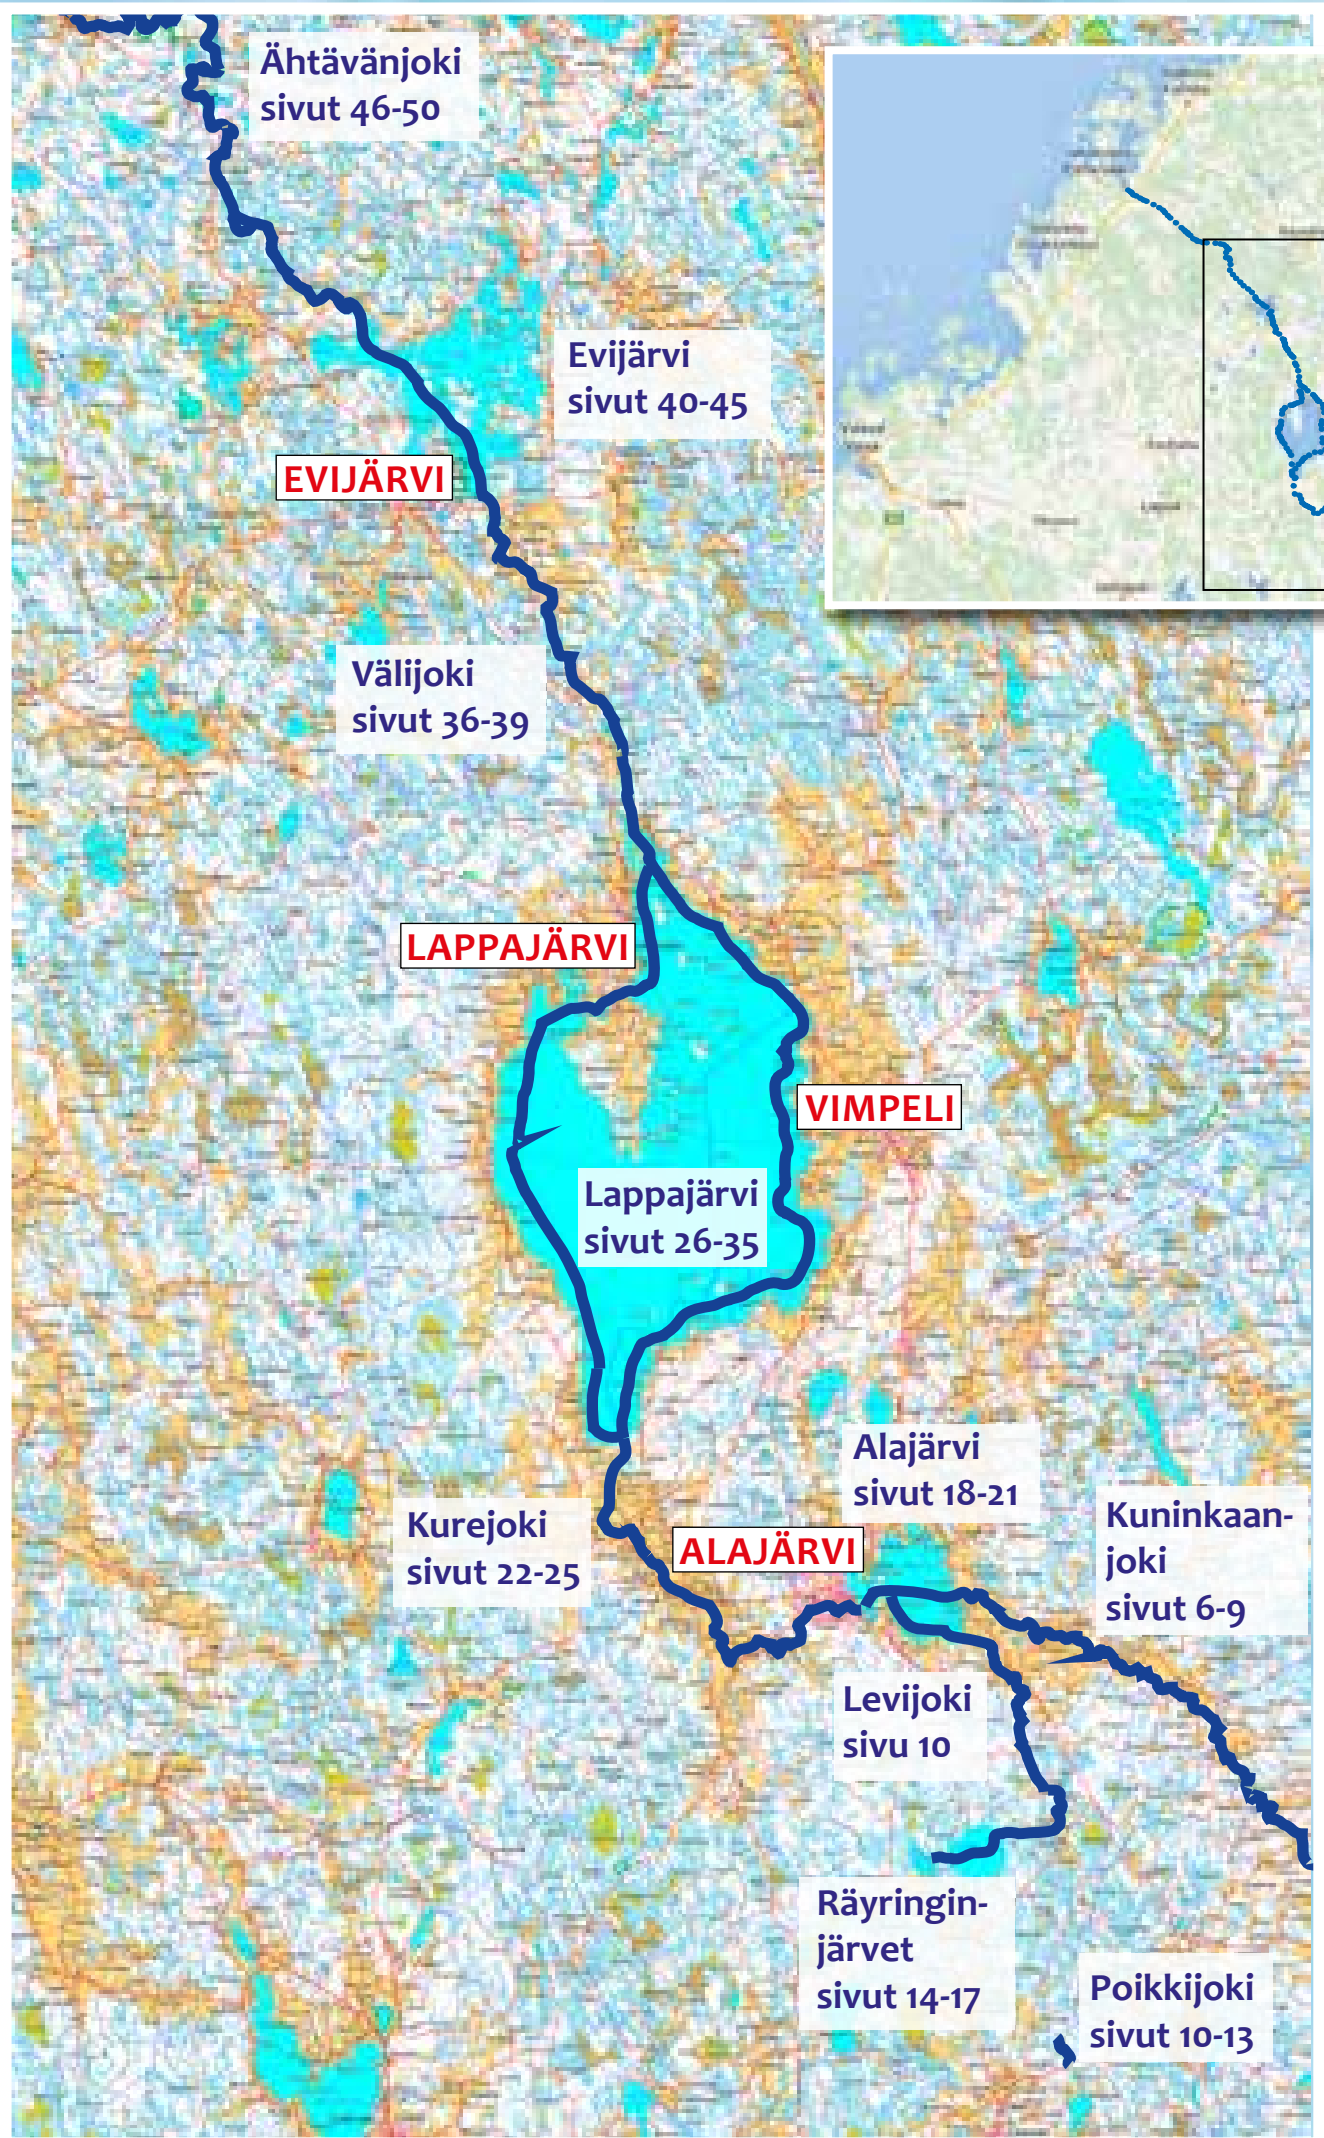 Ähtävänjoki
sivut 46-50
Evijärvi
sivut 40-45
EVIJÄRVI
Välijoki
sivut 36-39
LAPPAJÄRVI
VIMPELI
Lappajärvi
sivut 26-35
Alajärvi
sivut 18-21
Kurejoki
sivut 22-25
ALAJÄRVI
Kuninkaan-
joki
sivut 6-9
Levijoki
sivu 10
Räyringin-
järvet
sivut 14-17
Poikkijoki
sivut 10-13